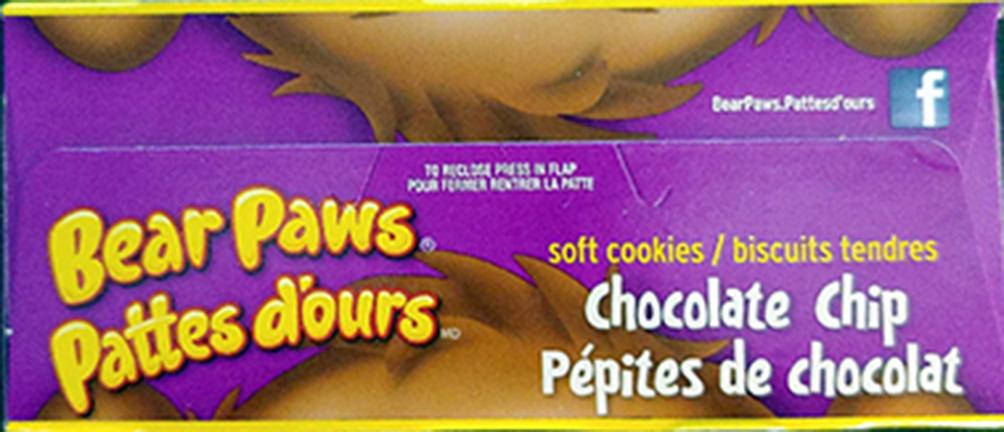 BearPaws.Pattesd'ours
f
TO RECLOSE PRESS IN FLAP
POUR FERMER RENTRER LA PATTE
Bear Paws®
Pattes d'ours MD
soft cookies / biscuits tendres
Chocolate Chip
Pépites de chocolat